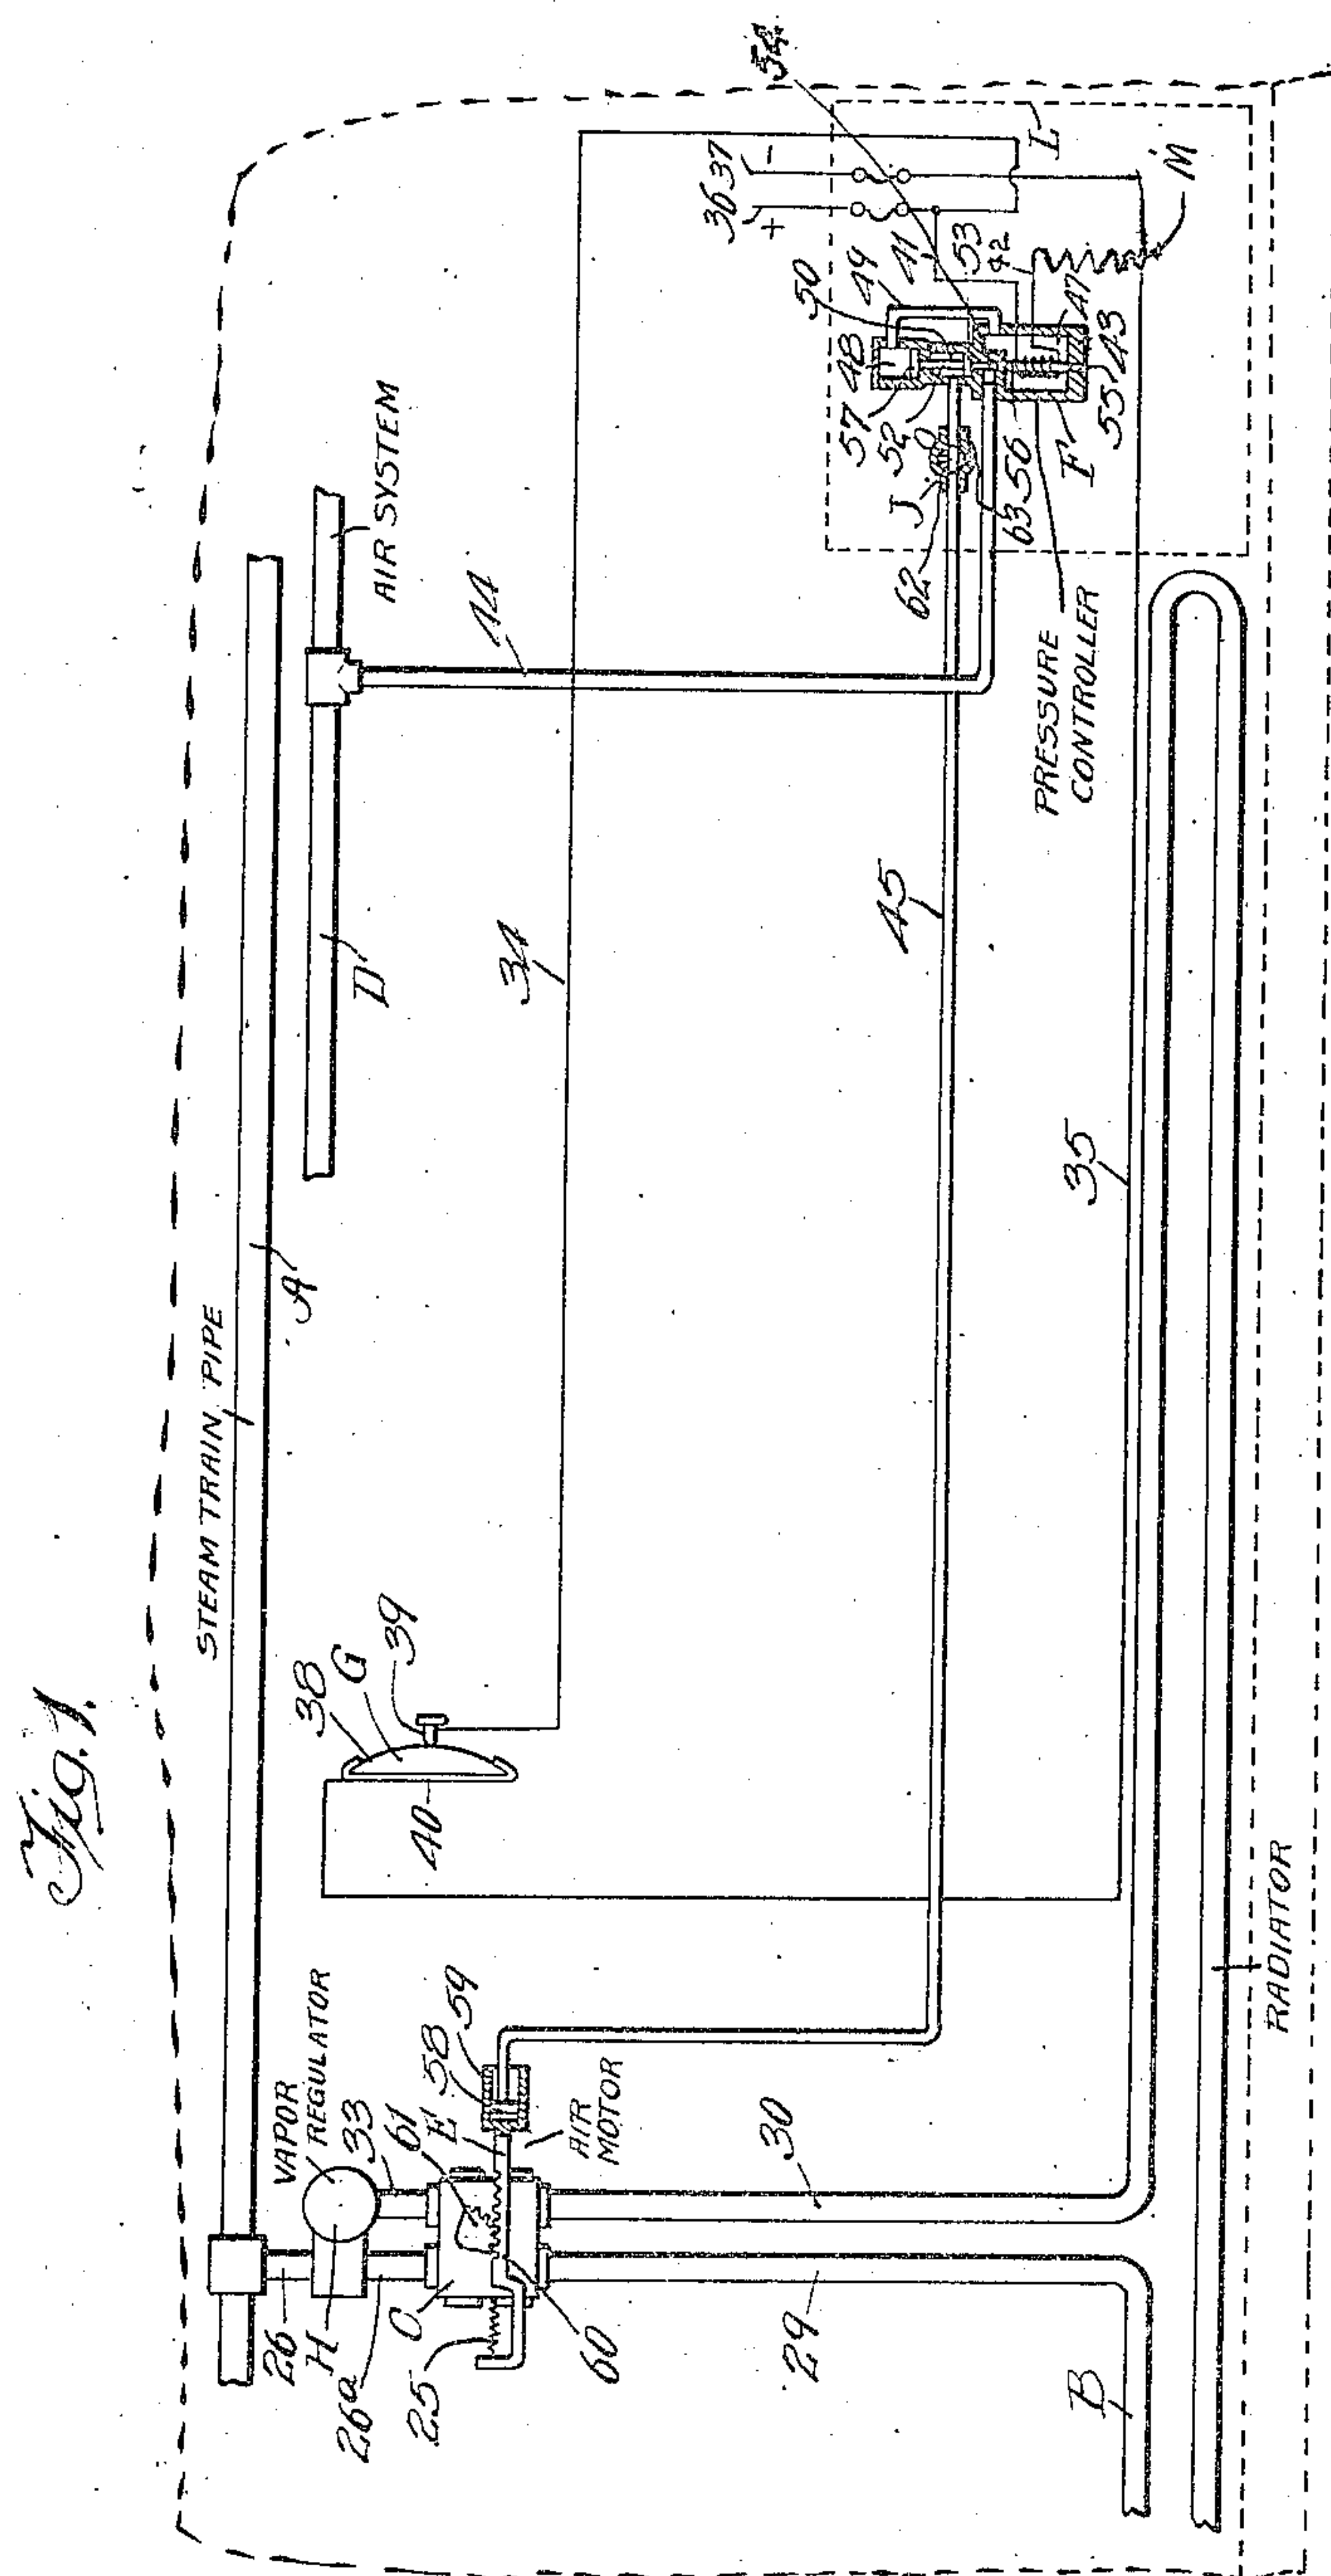 Fig. 1.
STEAM TRAIN PIPE
A
AIR SYSTEM
D
VAPOR
REGULATOR
26
H
33
26a
C
61
25
60
E
58
59
AIR
MOTOR
38
G
39
40
34
44
45
35
29
30
B
RADIATOR
PRESSURE
CONTROLLER
62
J
63
56
F
55
43
47
57
52
48
50
49
41
53
42
54
36
37
+
−
L
M